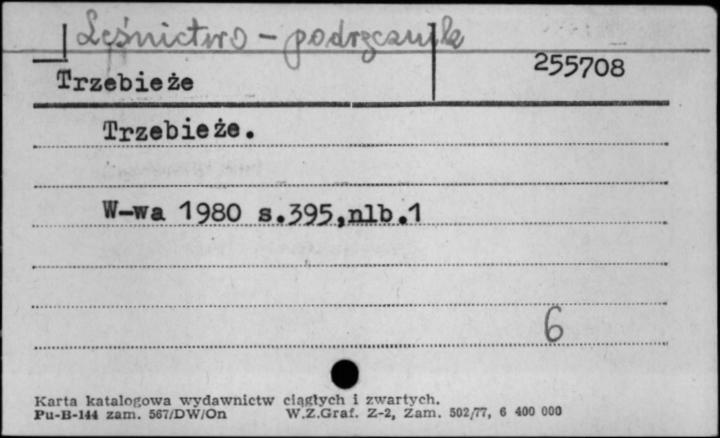 Leśnictwo - podręcznik
Trzebieże
255708
Trzebieże.
W-wa 1980 s.395,nlb.1
6
Karta katalogowa wydawnictw ciągłych i zwartych.
Pu-B-144 zam. 567/DW/On W.Z.Graf. Z-2, Zam. 502/77, 6 400 000